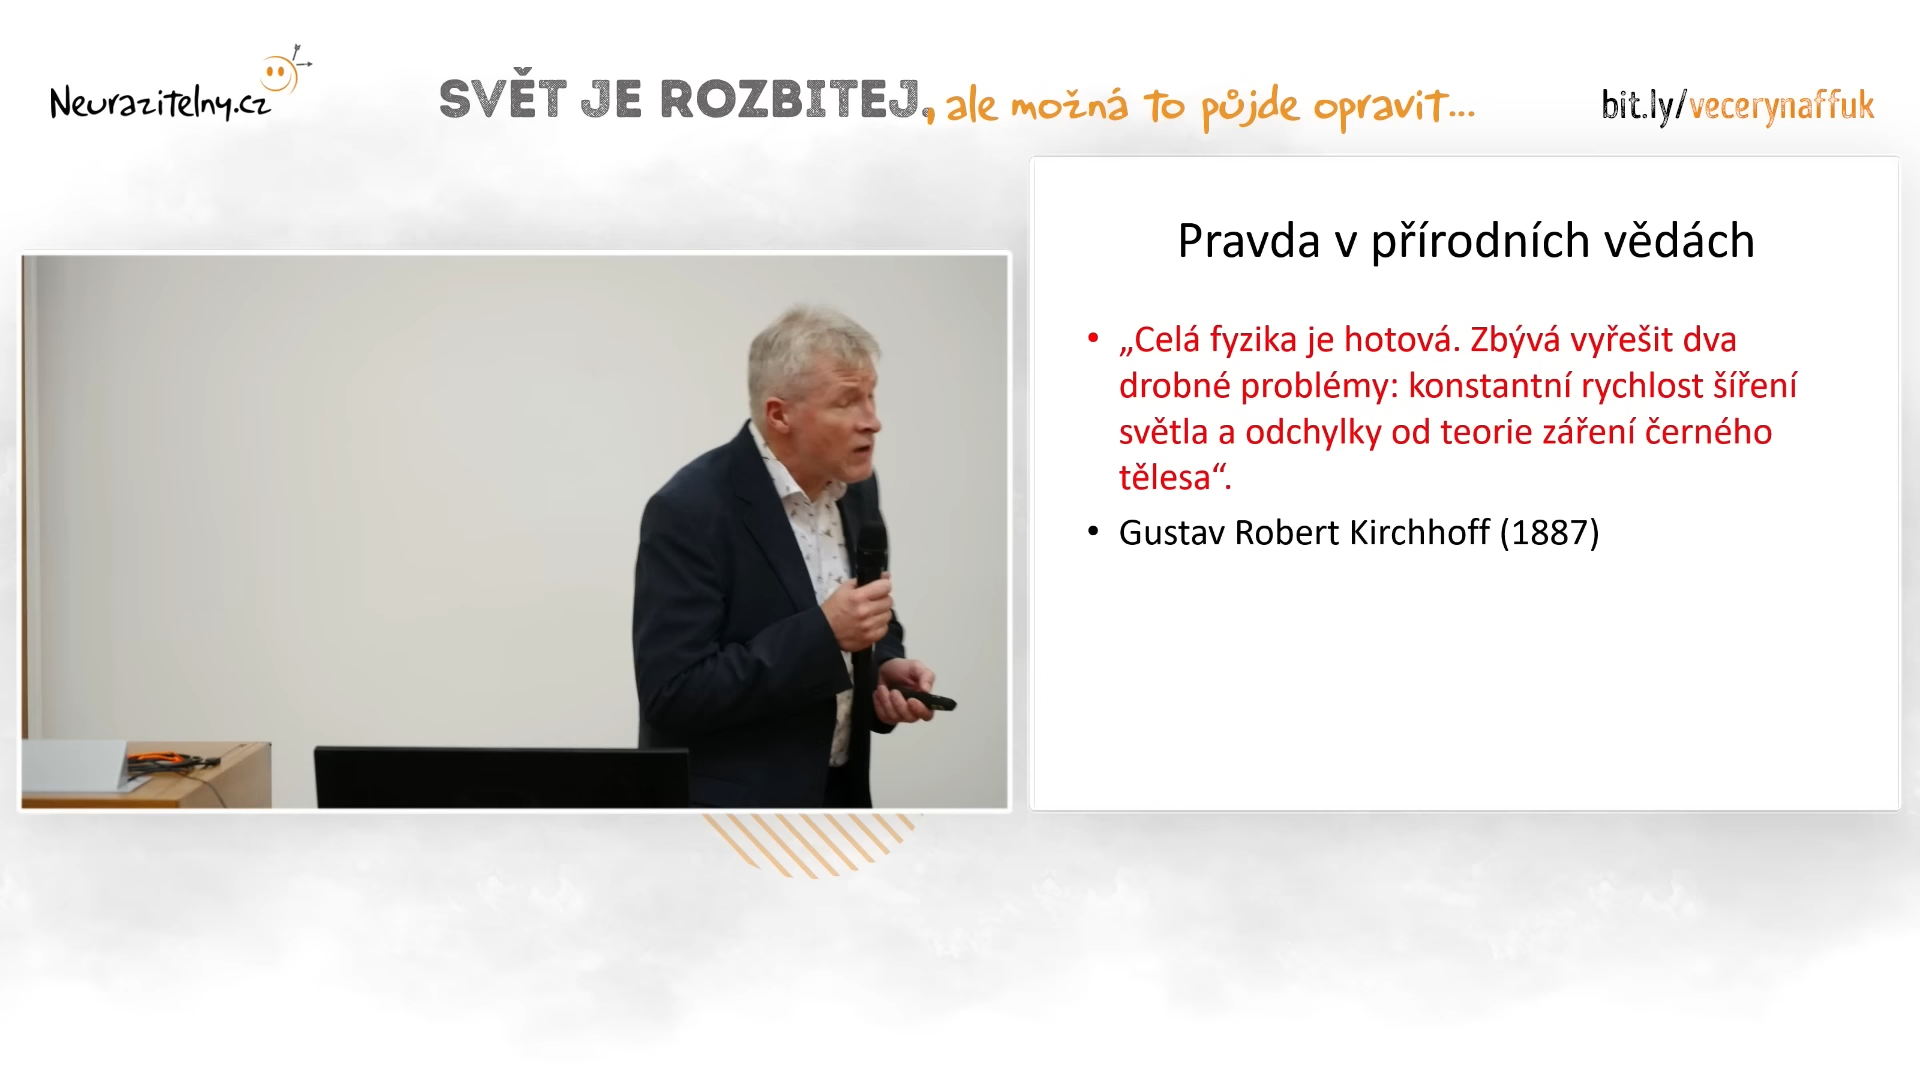 Neurazitelny.cz
SVĚT JE ROZBITEJ, ale možná to půjde opravit...
bit.ly/vecerynaffuk
Pravda v přírodních vědách
• „Celá fyzika je hotová. Zbývá vyřešit dva
drobné problémy: konstantní rychlost šíření
světla a odchylky od teorie záření černého
tělesa“.
• Gustav Robert Kirchhoff (1887)